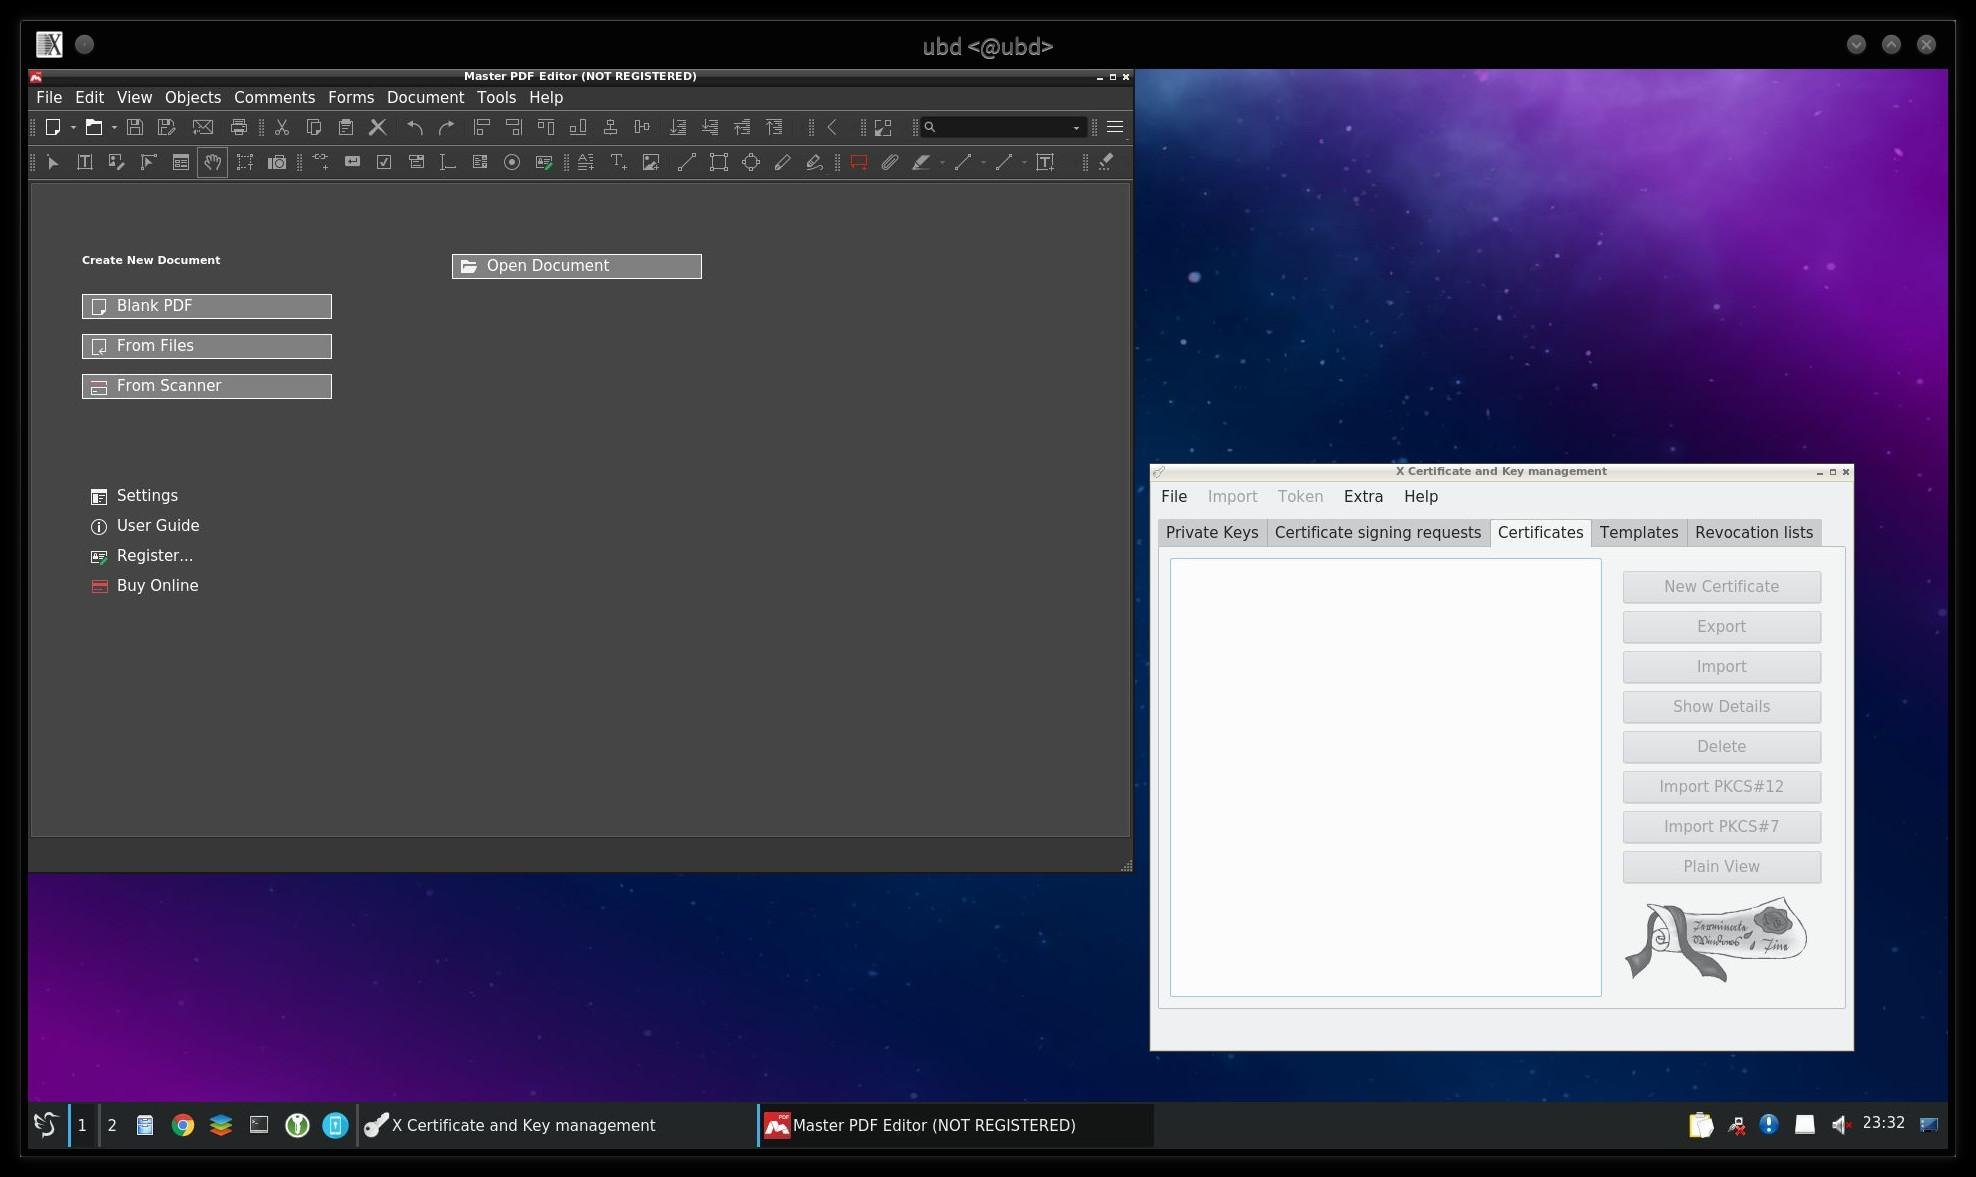 ubd <@ubd>
Master PDF Editor (NOT REGISTERED)
File Edit View Objects Comments Forms Document Tools Help
Create New Document
Open Document
Blank PDF
From Files
From Scanner
Settings
User Guide
Register...
Buy Online
X Certificate and Key management
File Import Token Extra Help
Private Keys Certificate signing requests Certificates Templates Revocation lists
New Certificate
Export
Import
Show Details
Delete
Import PKCS#12
Import PKCS#7
Plain View
1 2 X Certificate and Key management Master PDF Editor (NOT REGISTERED) 23:32